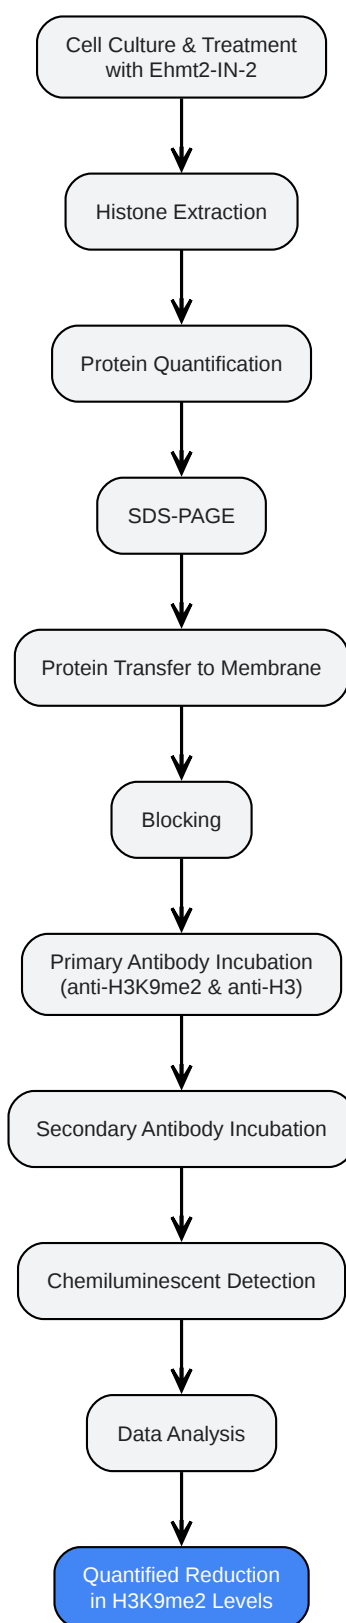 Cell Culture & Treatment
with Ehmt2-IN-2
Histone Extraction
Protein Quantification
SDS-PAGE
Protein Transfer to Membrane
Blocking
Primary Antibody Incubation
(anti-H3K9me2 & anti-H3)
Secondary Antibody Incubation
Chemiluminescent Detection
Data Analysis
Quantified Reduction
in H3K9me2 Levels